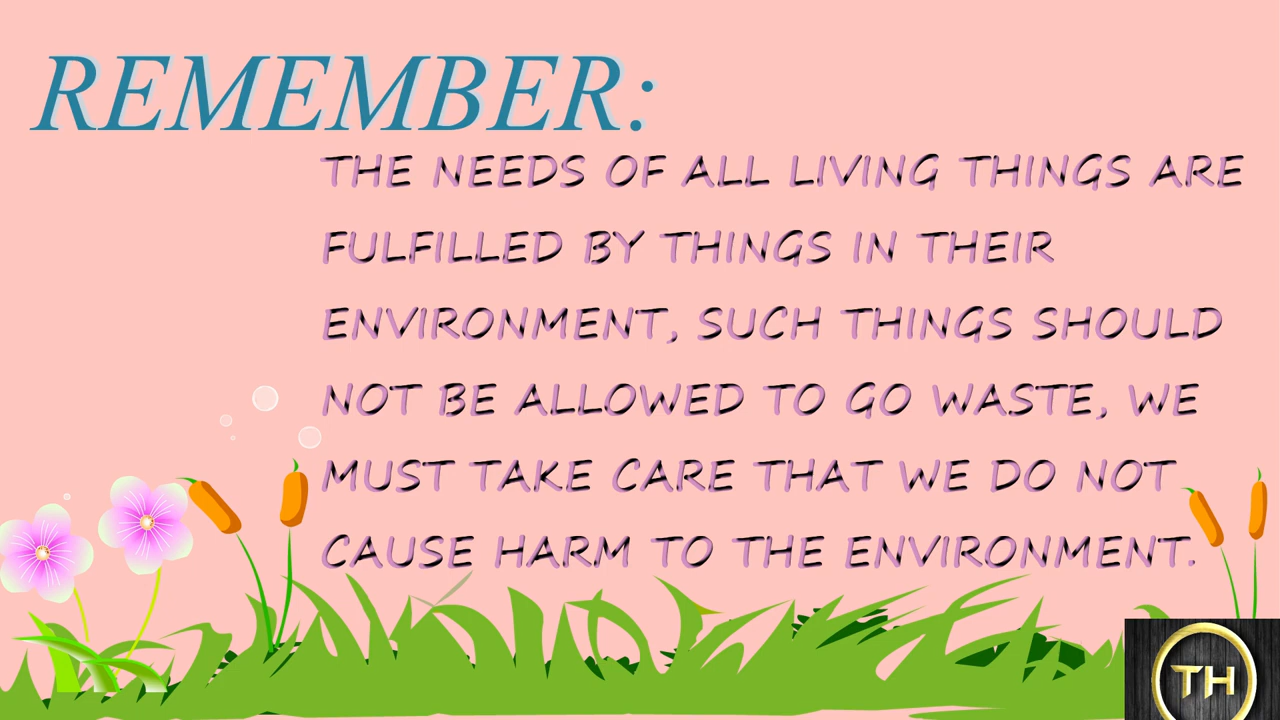 REMEMBER:
THE NEEDS OF ALL LIVING THINGS ARE
FULFILLED BY THINGS IN THEIR
ENVIRONMENT, SUCH THINGS SHOULD
NOT BE ALLOWED TO GO WASTE, WE
MUST TAKE CARE THAT WE DO NOT
CAUSE HARM TO THE ENVIRONMENT.
TH